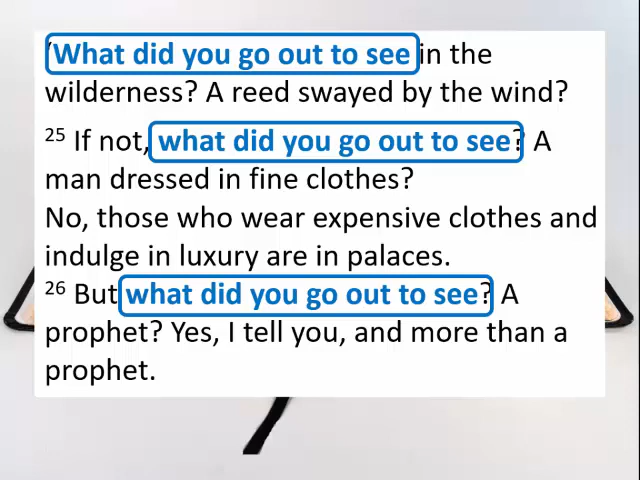 ‘What did you go out to see in the
wilderness? A reed swayed by the wind?
25 If not, what did you go out to see? A
man dressed in fine clothes?
No, those who wear expensive clothes and
indulge in luxury are in palaces.
26 But what did you go out to see? A
prophet? Yes, I tell you, and more than a
prophet.